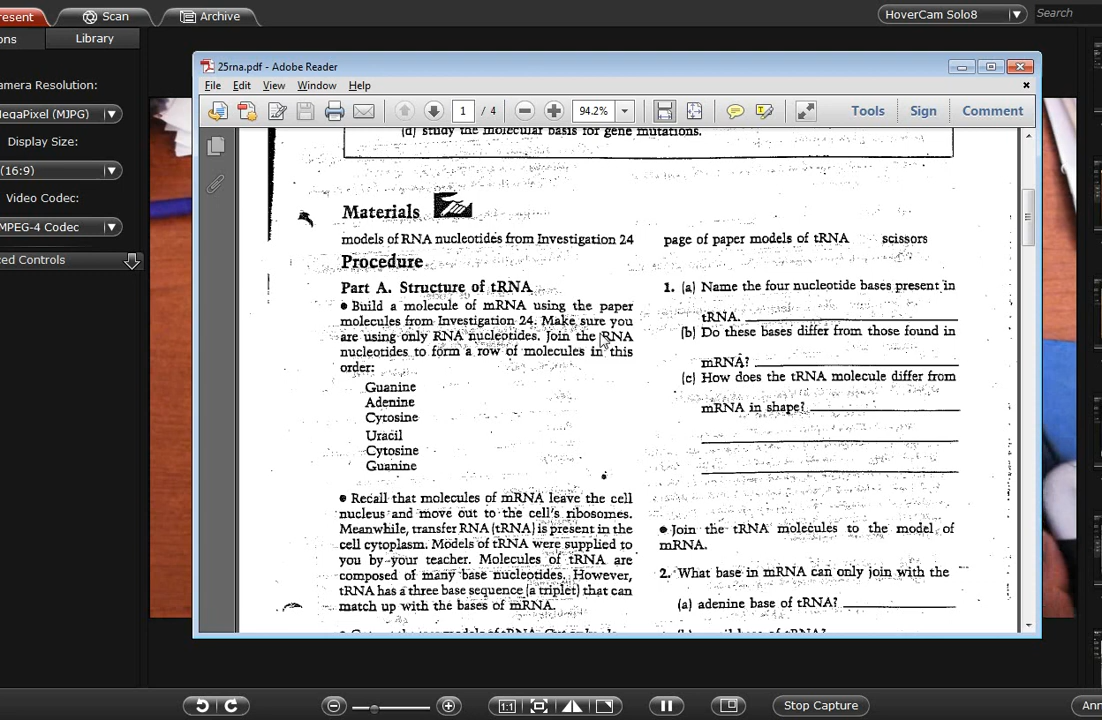 Present
Scan
Archive
HoverCam Solo8
Search
Library
Camera Resolution:
MegaPixel (MJPG)
Display Size:
(16:9)
Video Codec:
MPEG-4 Codec
25rna.pdf - Adobe Reader
File Edit View Window Help
1 / 4 94.2% Tools Sign Comment
(d) study the molecular basis for gene mutations.
Materials
models of RNA nucleotides from Investigation 24 page of paper models of tRNA scissors
Procedure
Part A. Structure of tRNA
• Build a molecule of mRNA using the paper
molecules from Investigation 24. Make sure you
are using only RNA nucleotides. Join the RNA
nucleotides to form a row of molecules in this
order:
Guanine
Adenine
Cytosine
Uracil
Cytosine
Guanine
• Recall that molecules of mRNA leave the cell
nucleus and move out to the cell's ribosomes.
Meanwhile, transfer RNA (tRNA) is present in the
cell cytoplasm. Models of tRNA were supplied to
you by your teacher. Molecules of tRNA are
composed of many base nucleotides. However,
tRNA has a three base sequence (a triplet) that can
match up with the bases of mRNA.
1. (a) Name the four nucleotide bases present in
tRNA.
(b) Do these bases differ from those found in
mRNA?
(c) How does the tRNA molecule differ from
mRNA in shape?
• Join the tRNA molecules to the model of
mRNA.
2. What base in mRNA can only join with the
(a) adenine base of tRNA?
1:1
Stop Capture